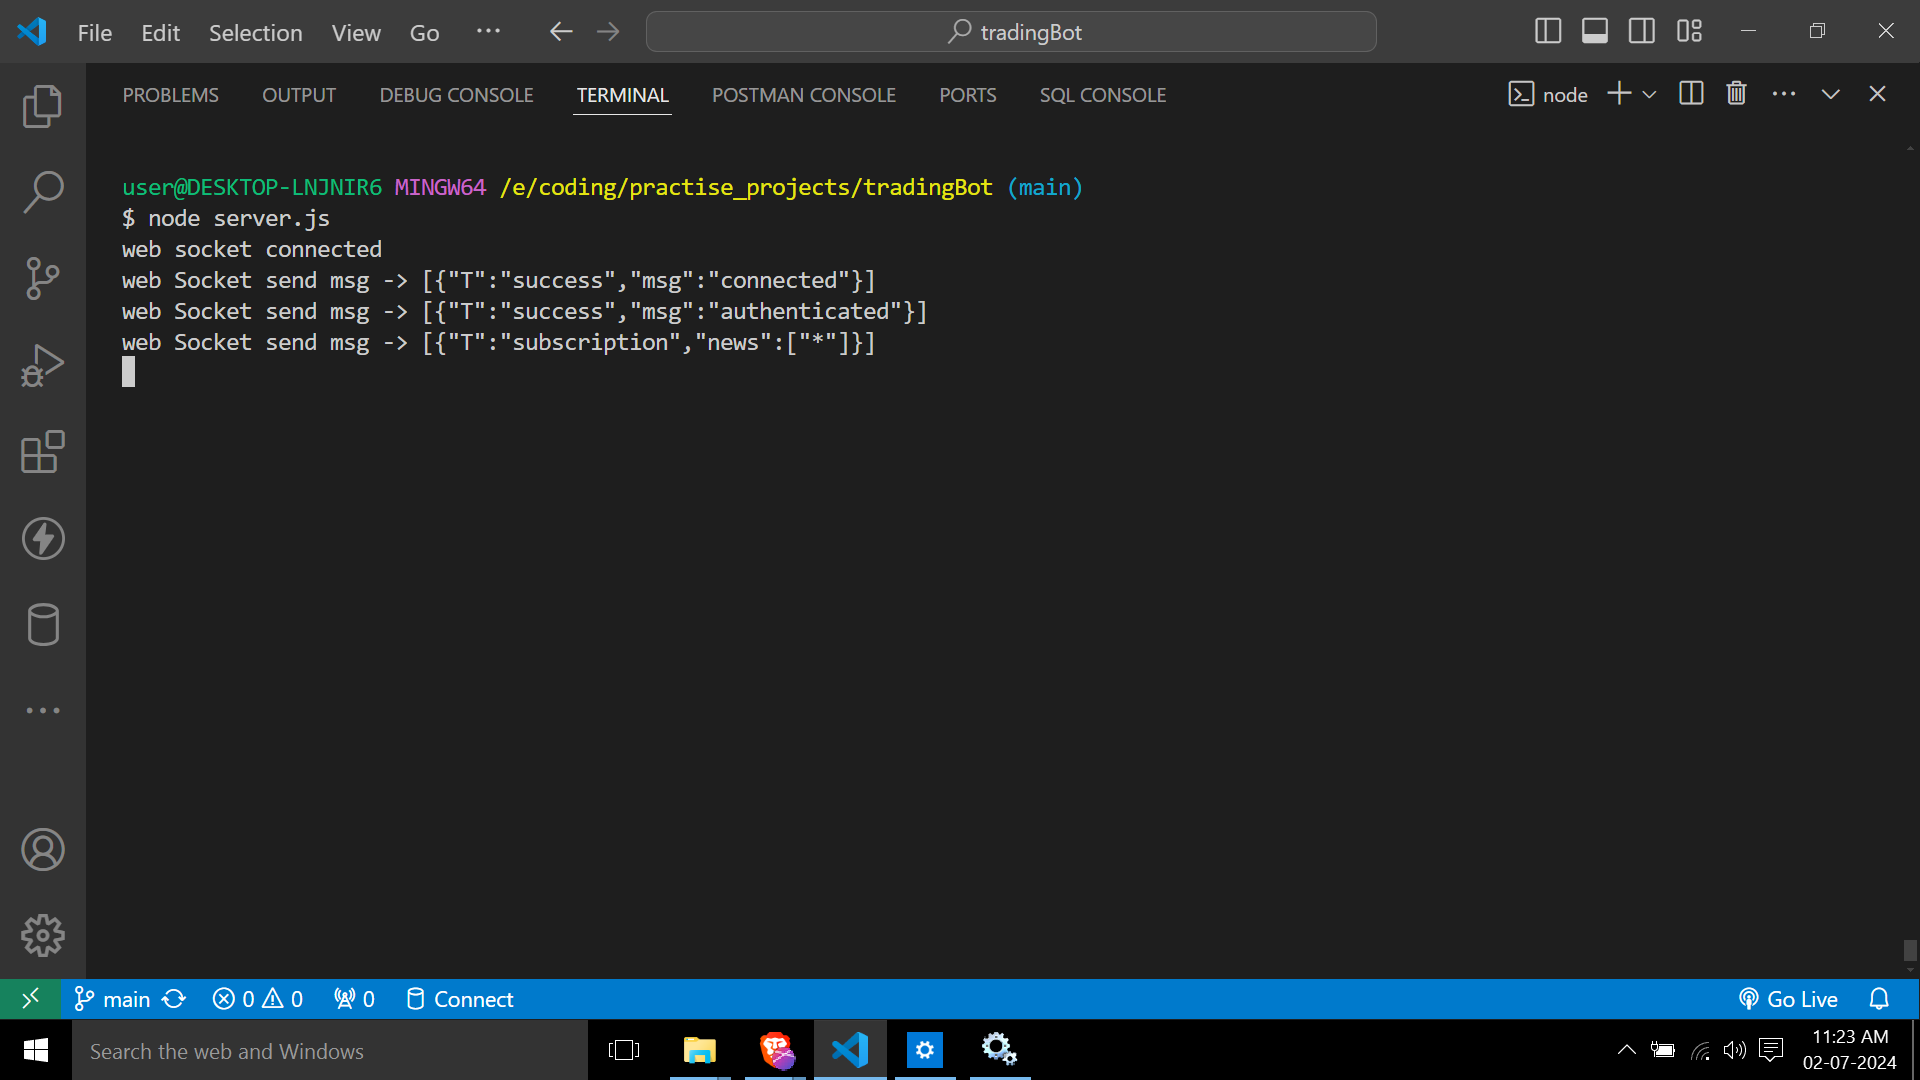 File Edit Selection View Go ··· tradingBot
PROBLEMS OUTPUT DEBUG CONSOLE TERMINAL POSTMAN CONSOLE PORTS SQL CONSOLE node
user@DESKTOP-LNJNIR6 MINGW64 /e/coding/practise_projects/tradingBot (main)
$ node server.js
web socket connected
web Socket send msg -> [{"T":"success","msg":"connected"}]
web Socket send msg -> [{"T":"success","msg":"authenticated"}]
web Socket send msg -> [{"T":"subscription","news":["*"]}]
main 0 0 0 Connect Go Live
Search the web and Windows
11:23 AM
02-07-2024